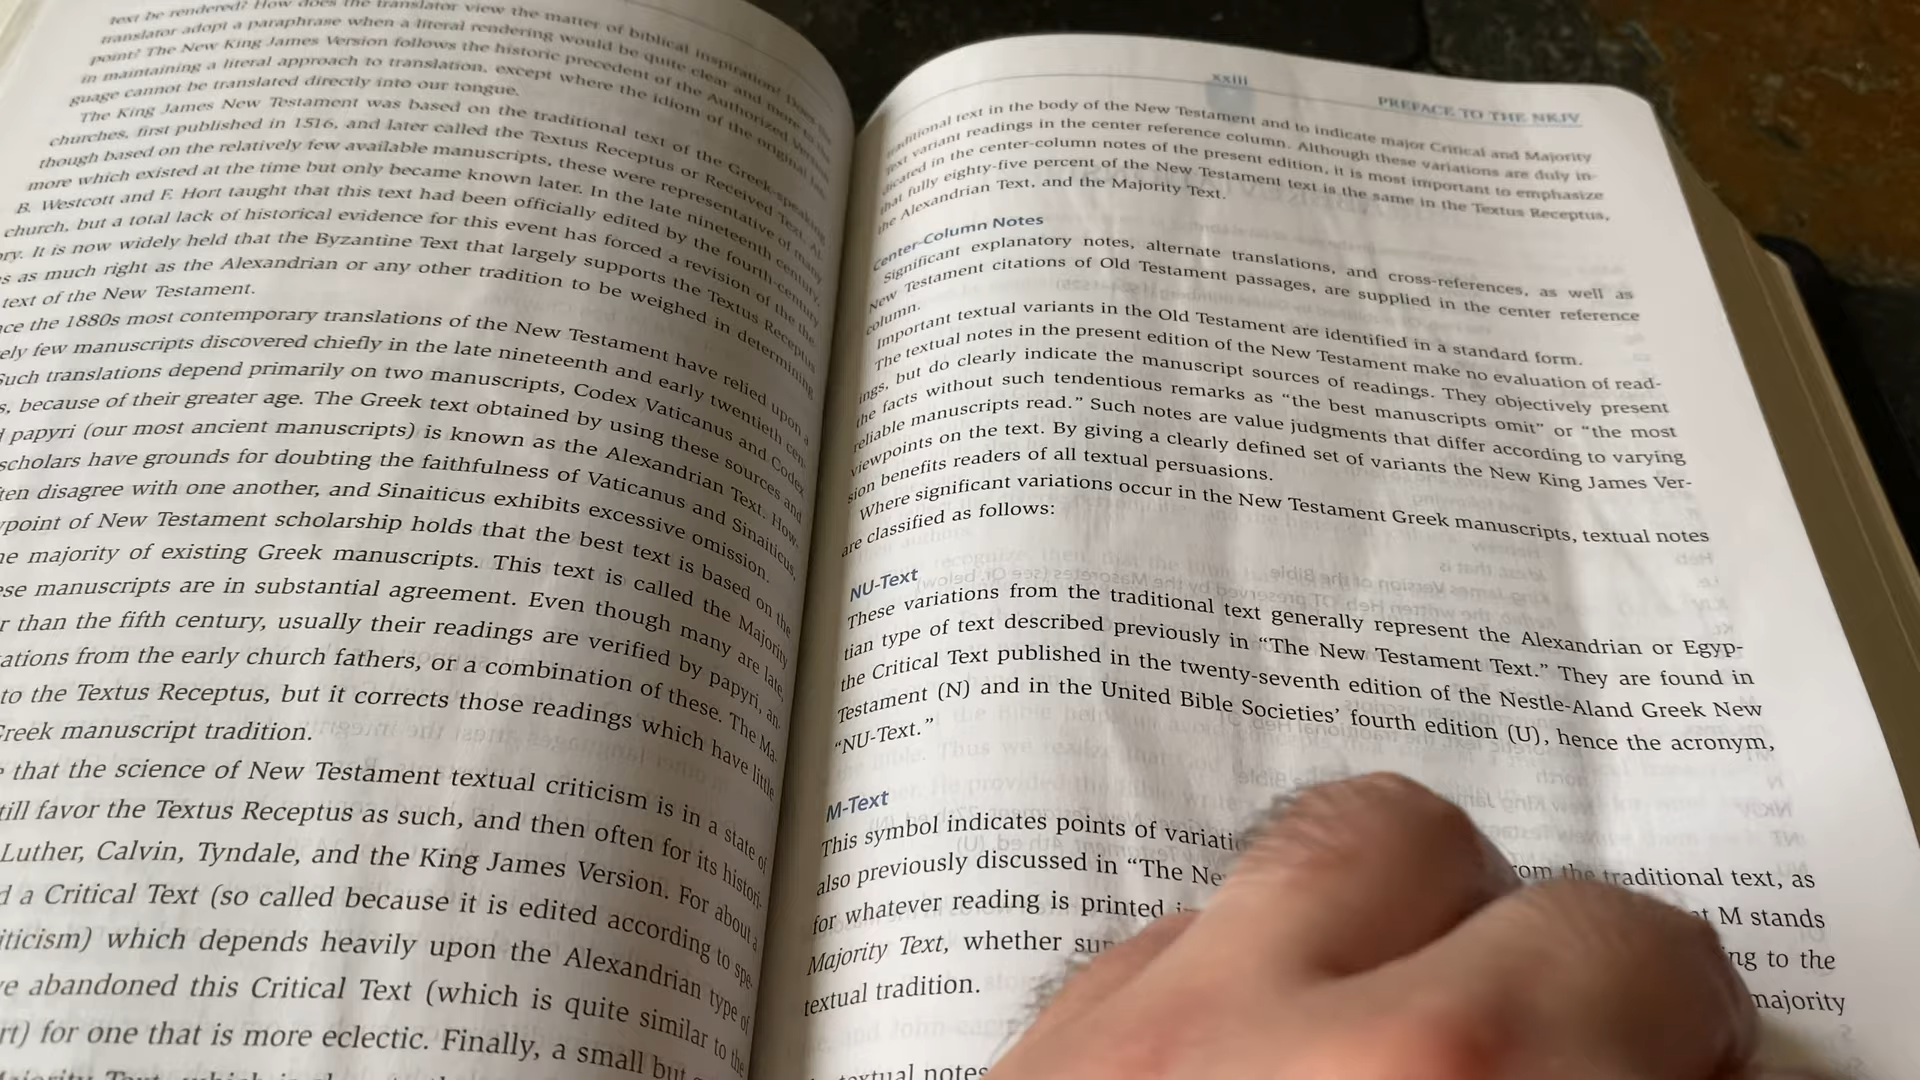 text be rendered? How does the translator view the matter of biblical inspiration? Does the
translator adopt a paraphrase when a literal rendering would be quite clear and more to the
point? The New King James Version follows the historic precedent of the Authorized Version
in maintaining a literal approach to translation, except where the idiom of the original lan-
guage cannot be translated directly into our tongue.
The King James New Testament was based on the traditional text of the Greek-speaking
churches, first published in 1516, and later called the Textus Receptus or Received Text. Al-
though based on the relatively few available manuscripts, these were representative of many
more which existed at the time but only became known later. In the late nineteenth century,
B. Westcott and F. Hort taught that this text had been officially edited by the fourth-century
church, but a total lack of historical evidence for this event has forced a revision of the the-
ory. It is now widely held that the Byzantine Text that largely supports the Textus Receptus
s as much right as the Alexandrian or any other tradition to be weighed in determining
text of the New Testament.
ce the 1880s most contemporary translations of the New Testament have relied upon a
ely few manuscripts discovered chiefly in the late nineteenth and early twentieth cen-
Such translations depend primarily on two manuscripts, Codex Vaticanus and Codex
s, because of their greater age. The Greek text obtained by using these sources and
papyri (our most ancient manuscripts) is known as the Alexandrian Text. How-
scholars have grounds for doubting the faithfulness of Vaticanus and Sinaiticus,
ten disagree with one another, and Sinaiticus exhibits excessive omission.
point of New Testament scholarship holds that the best text is based on the
e majority of existing Greek manuscripts. This text is called the Majority
se manuscripts are in substantial agreement. Even though many are late,
r than the fifth century, usually their readings are verified by papyri, an-
ations from the early church fathers, or a combination of these. The Ma-
to the Textus Receptus, but it corrects those readings which have little
Greek manuscript tradition.
that the science of New Testament textual criticism is in a state of
till favor the Textus Receptus as such, and then often for its histori-
Luther, Calvin, Tyndale, and the King James Version. For about a
d a Critical Text (so called because it is edited according to spe-
iticism) which depends heavily upon the Alexandrian type of
ve abandoned this Critical Text (which is quite similar to the
rt) for one that is more eclectic. Finally, a small but
xxiii
PREFACE TO THE NKJV
traditional text in the body of the New Testament and to indicate major Critical and Majority
Text variant readings in the center reference column. Although these variations are duly in-
dicated in the center-column notes of the present edition, it is most important to emphasize
that fully eighty-five percent of the New Testament text is the same in the Textus Receptus,
the Alexandrian Text, and the Majority Text.
Center-Column Notes
Significant explanatory notes, alternate translations, and cross-references, as well as
New Testament citations of Old Testament passages, are supplied in the center reference
column.
Important textual variants in the Old Testament are identified in a standard form.
The textual notes in the present edition of the New Testament make no evaluation of read-
ings, but do clearly indicate the manuscript sources of readings. They objectively present
the facts without such tendentious remarks as “the best manuscripts omit” or “the most
reliable manuscripts read.” Such notes are value judgments that differ according to varying
viewpoints on the text. By giving a clearly defined set of variants the New King James Ver-
sion benefits readers of all textual persuasions.
Where significant variations occur in the New Testament Greek manuscripts, textual notes
are classified as follows:
NU-Text
These variations from the traditional text generally represent the Alexandrian or Egyp-
tian type of text described previously in “The New Testament Text.” They are found in
the Critical Text published in the twenty-seventh edition of the Nestle-Aland Greek New
Testament (N) and in the United Bible Societies’ fourth edition (U), hence the acronym,
“NU-Text.”
M-Text
This symbol indicates points of variatio from the traditional text, as
also previously discussed in “The Ne M stands
for whatever reading is printed ng to the
Majority Text, whether majority
textual tradition.
textual notes